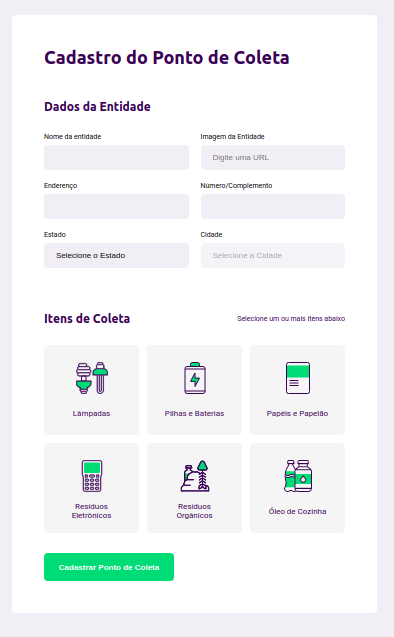 Cadastro do Ponto de Coleta
Dados da Entidade
Nome da entidade
Imagem da Entidade
Digite uma URL
Endereço
Número/Complemento
Estado
Cidade
Selecione o Estado
Selecione a Cidade
Itens de Coleta
Selecione um ou mais itens abaixo
Lâmpadas
Pilhas e Baterias
Papéis e Papelão
Resíduos
Eletrônicos
Resíduos
Orgânicos
Óleo de Cozinha
Cadastrar Ponto de Coleta